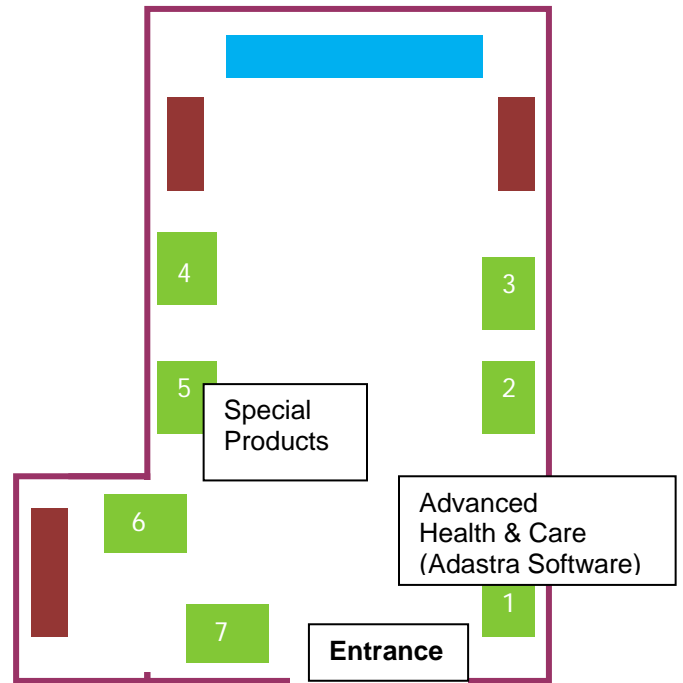 4
3
5
2
Special
Products
Advanced
Health & Care
(Adastra Software)
6
1
7
Entrance